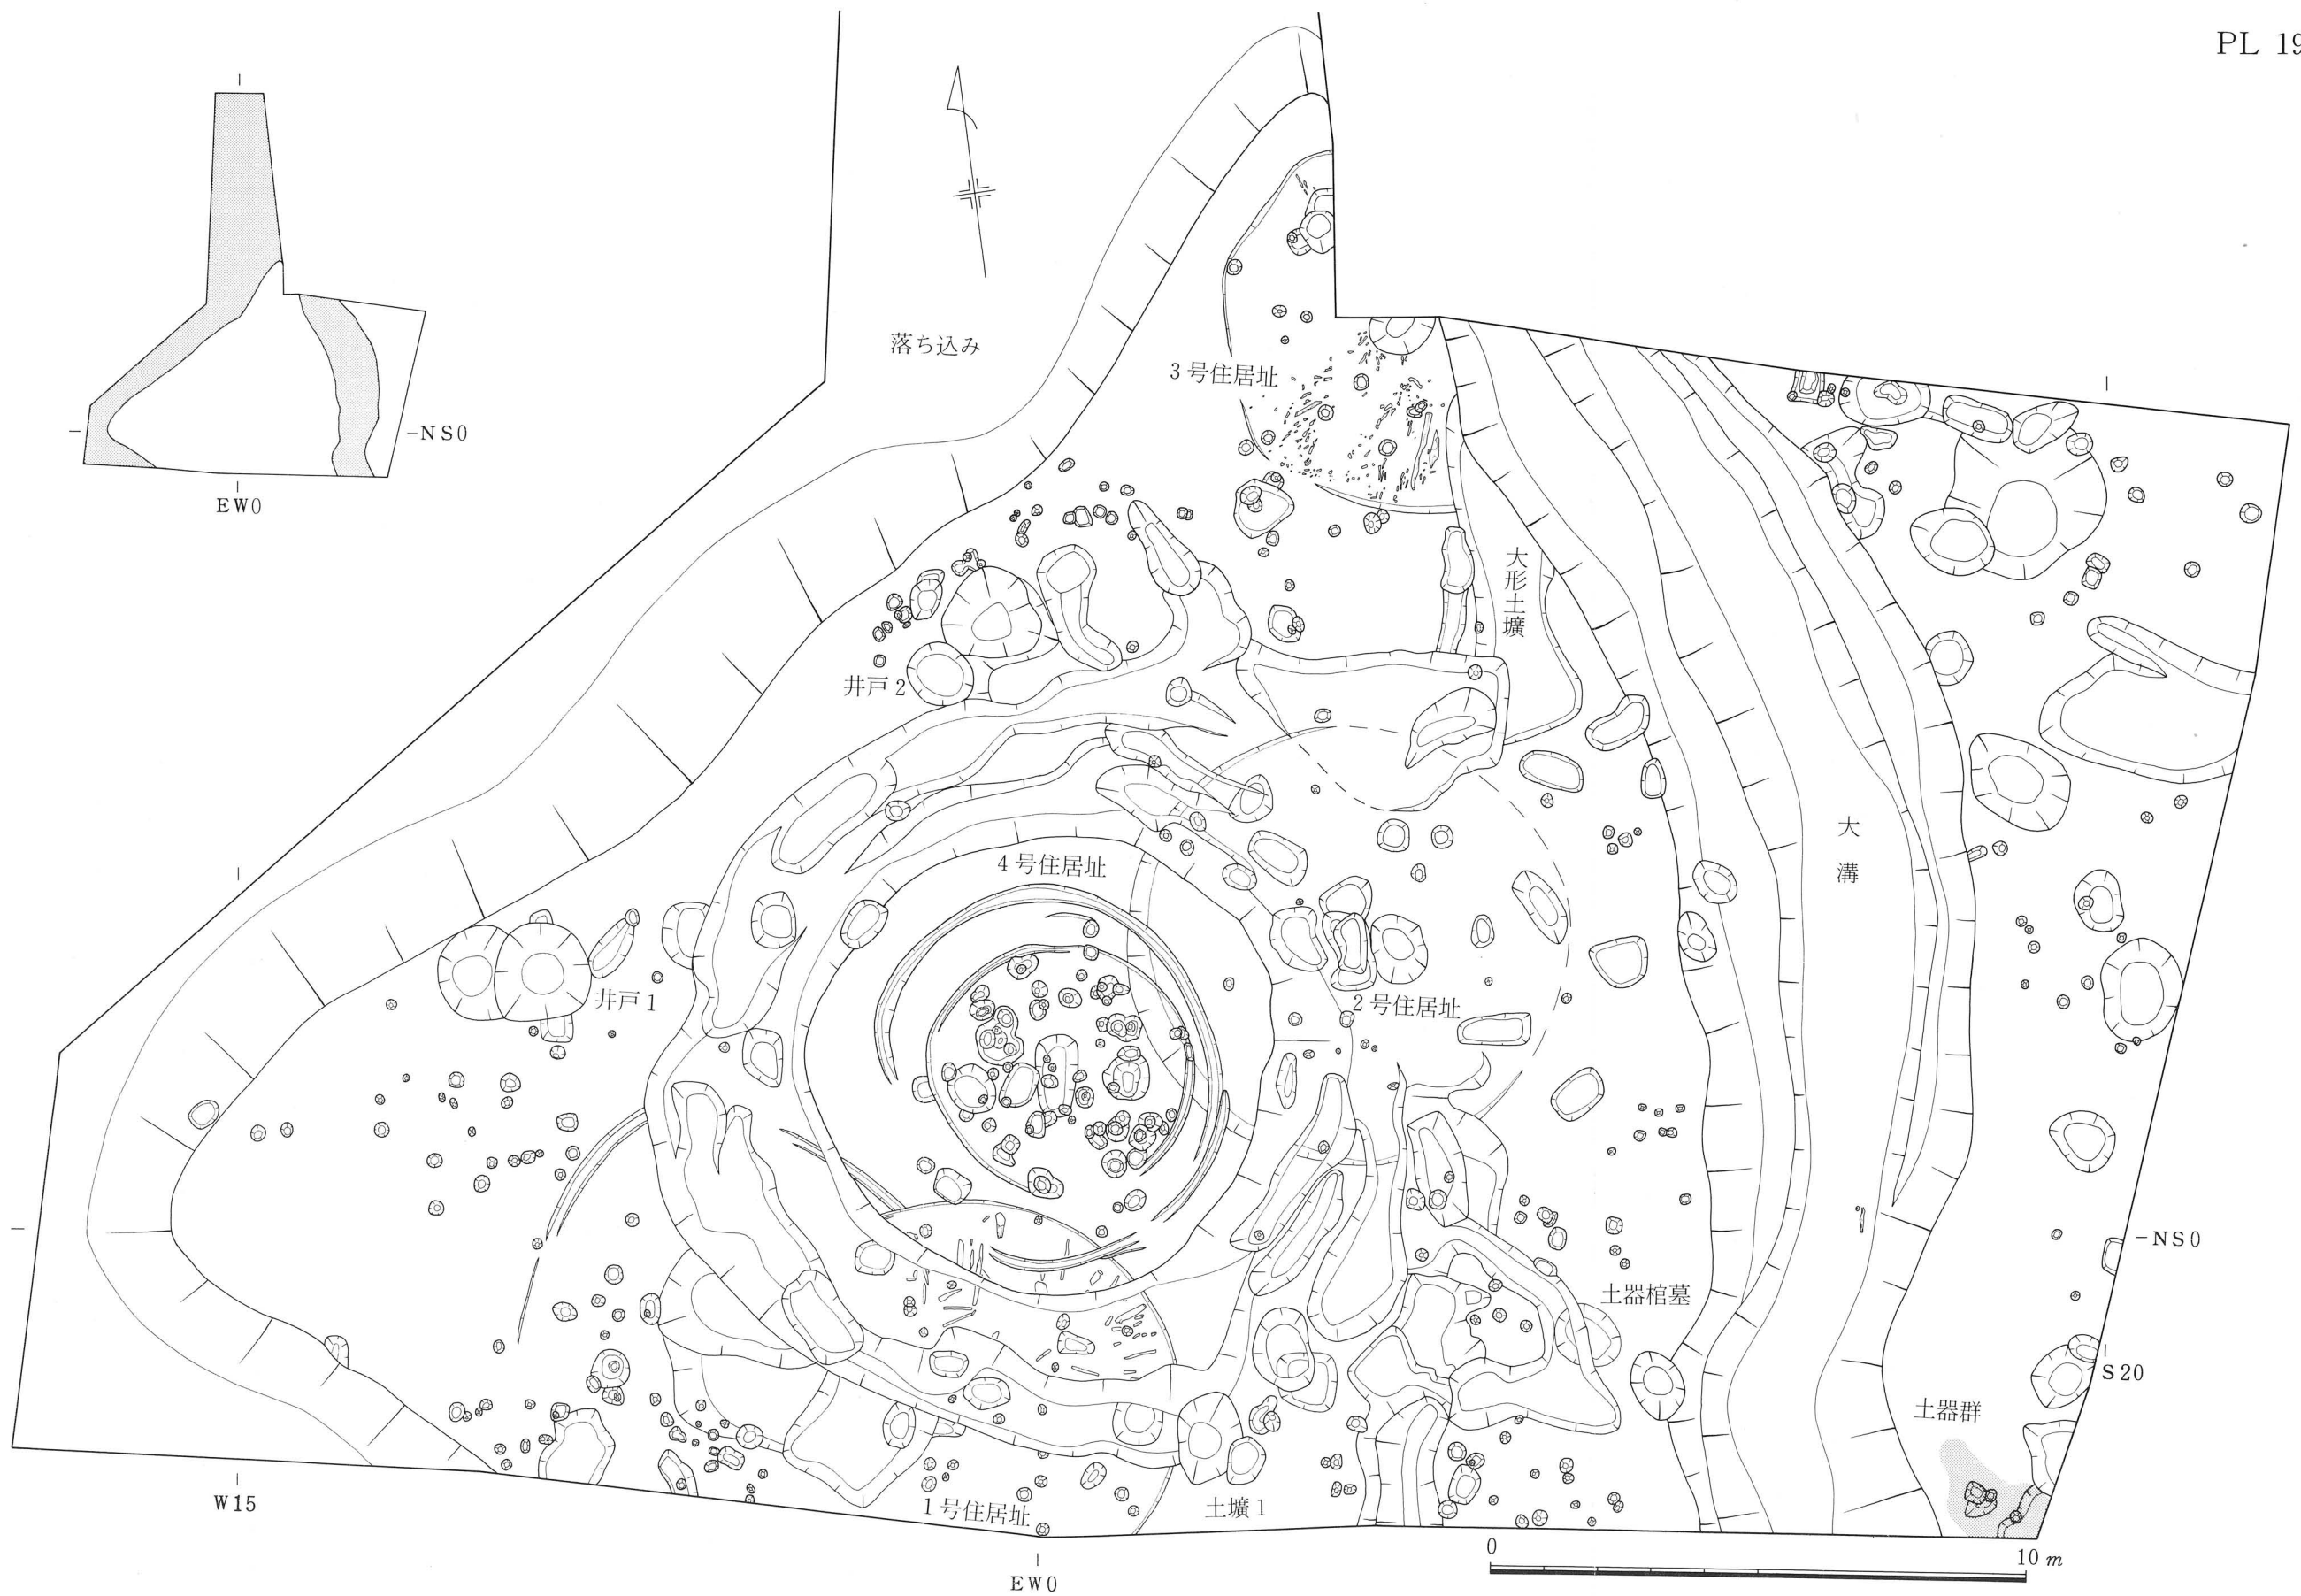 PL 19
落ち込み
3号住居址
-NS0
EW0
大形土壙
井戸2
大溝
4号住居址
井戸1
2号住居址
-NS0
土器棺墓
S20
土器群
W15
1号住居址
土壙1
0
10 m
EW0